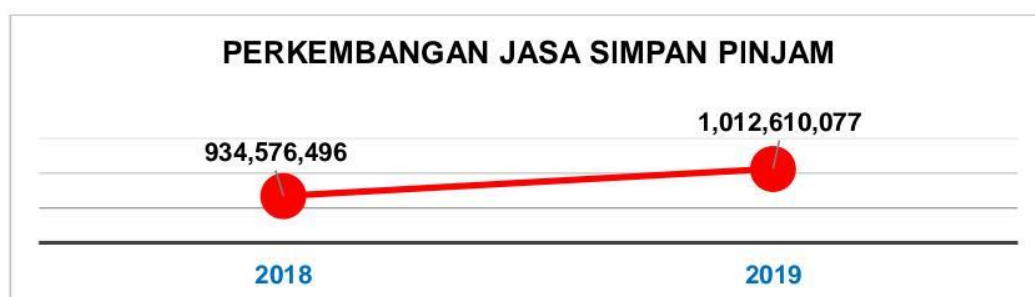 PERKEMBANGAN JASA SIMPAN PINJAM
1,012,610,077
934,576,496
2018 2019